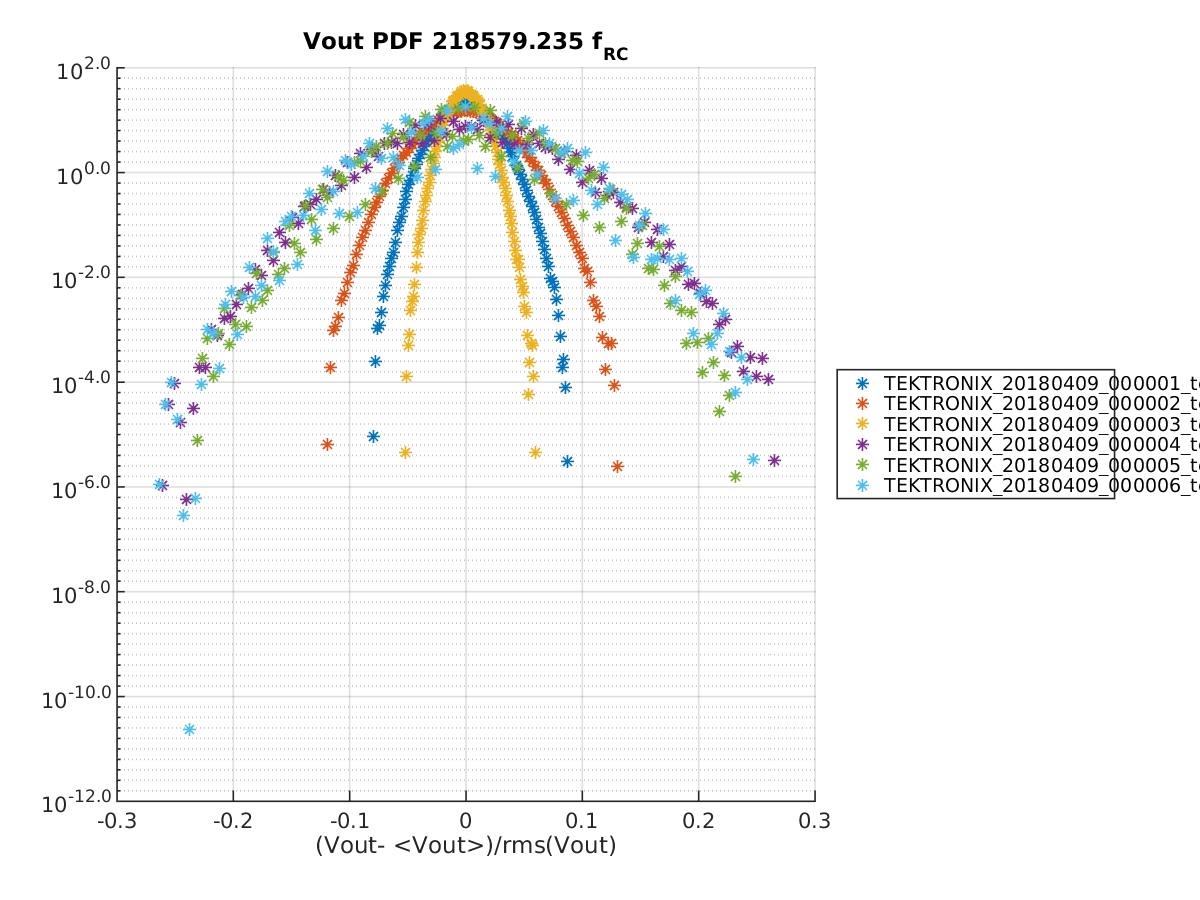 Vout PDF 218579.235 f_RC
10^2.0
10^0.0
10^-2.0
10^-4.0
10^-6.0
10^-8.0
10^-10.0
10^-12.0
-0.3 -0.2 -0.1 0 0.1 0.2 0.3
(Vout- <Vout>)/rms(Vout)
TEKTRONIX_20180409_000001_t
TEKTRONIX_20180409_000002_t
TEKTRONIX_20180409_000003_t
TEKTRONIX_20180409_000004_t
TEKTRONIX_20180409_000005_t
TEKTRONIX_20180409_000006_t